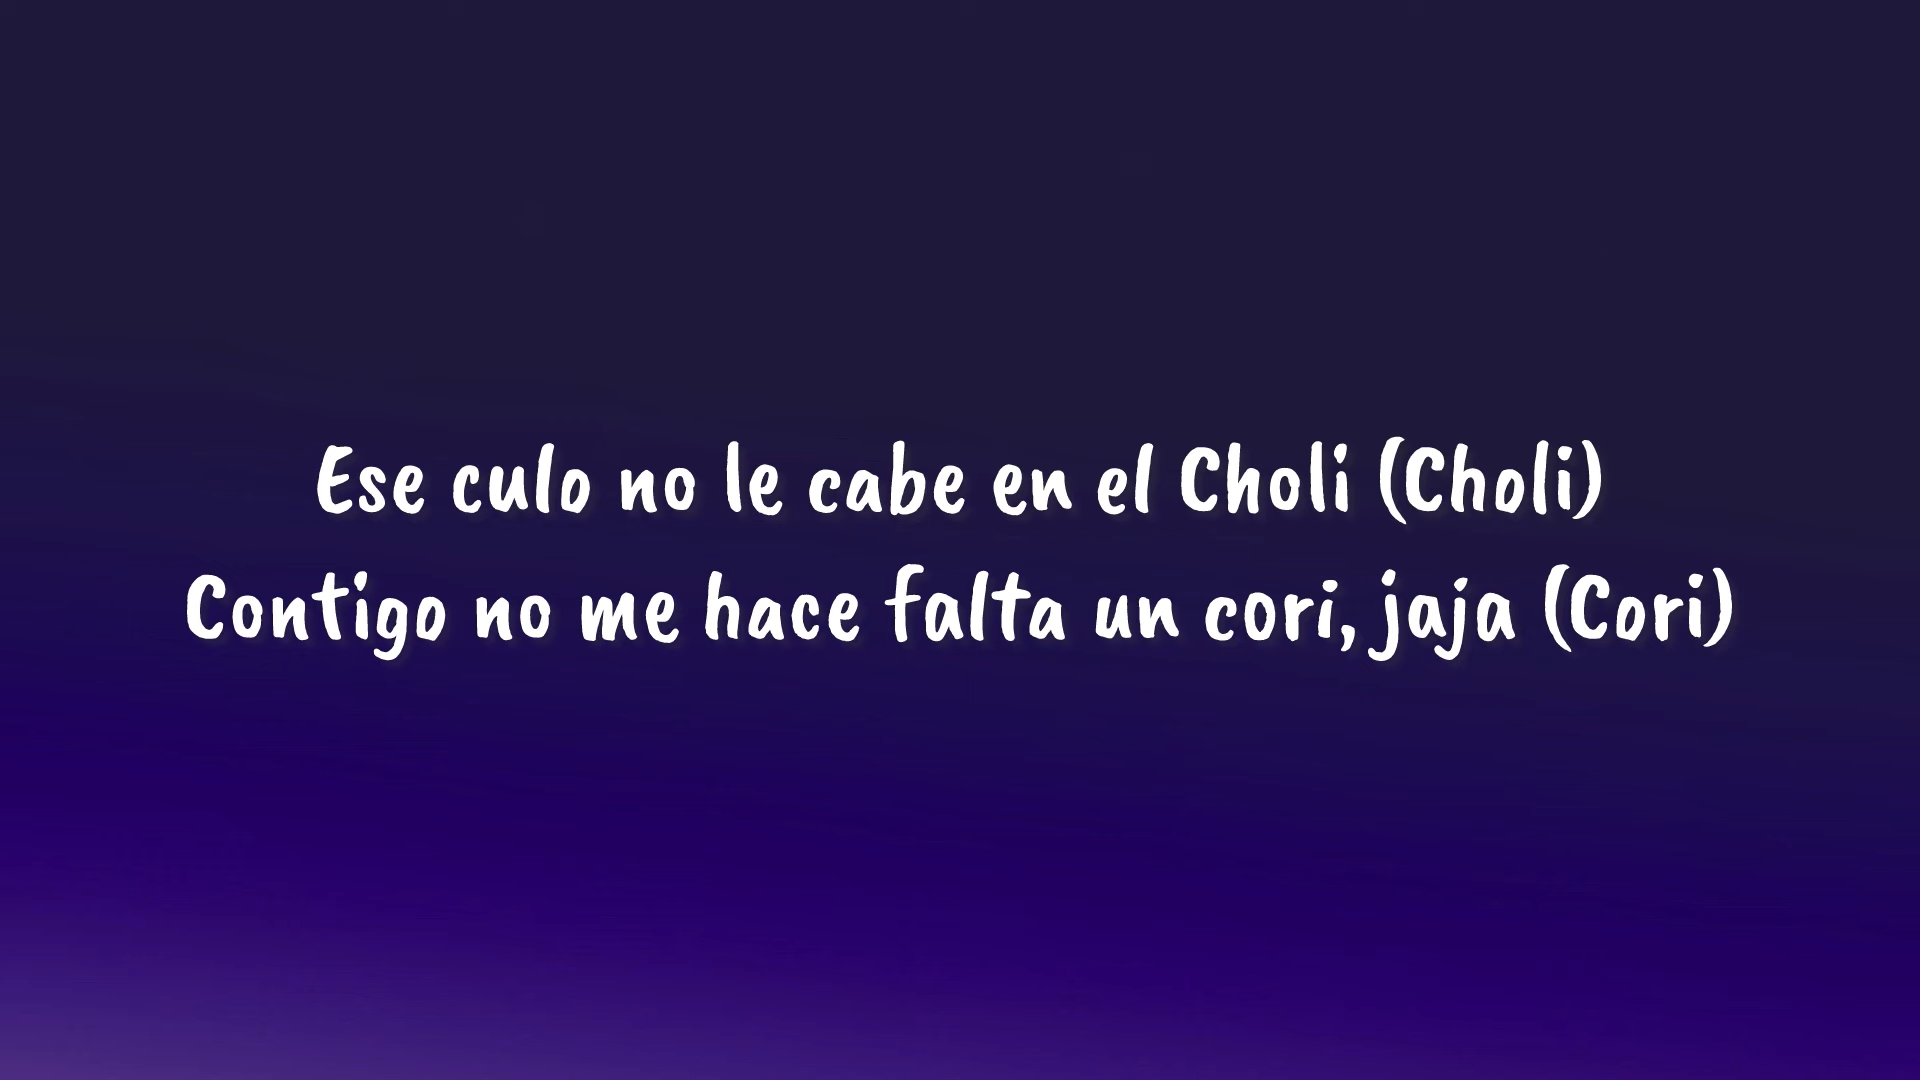 Ese culo no le cabe en el Choli (Choli)
Contigo no me hace falta un cori, jaja (Cori)